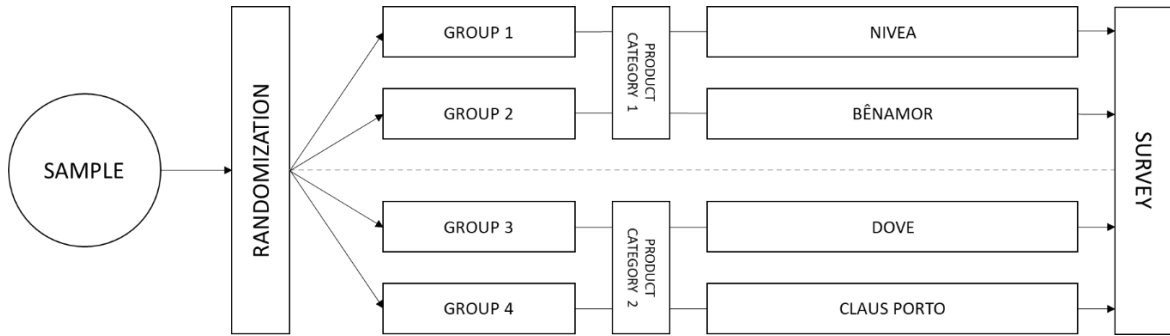 SAMPLE
RANDOMIZATION
GROUP 1
GROUP 2
GROUP 3
GROUP 4
PRODUCT
CATEGORY 1
PRODUCT
CATEGORY 2
NIVEA
BÊNAMOR
DOVE
CLAUS PORTO
SURVEY